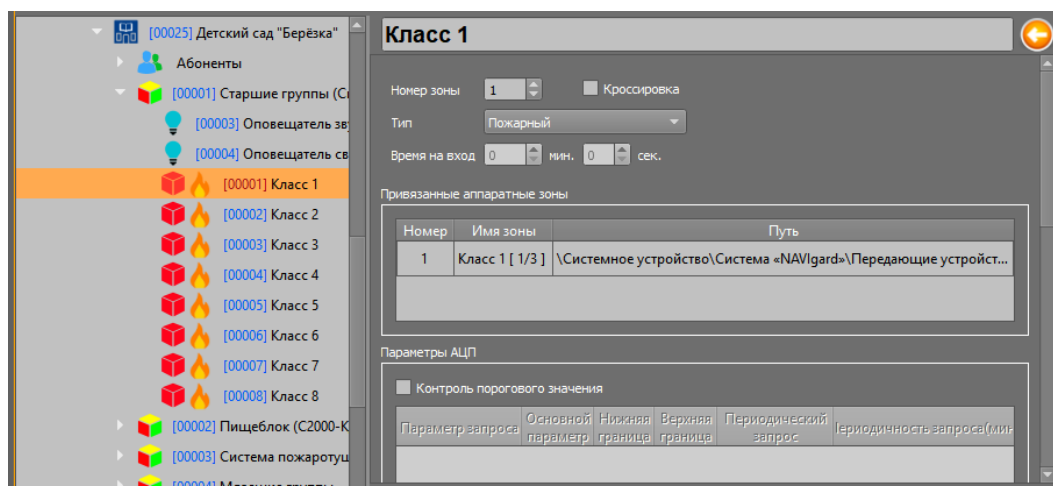 [00025] Детский сад "Берёзка"
Абоненты
[00001] Старшие группы (С
[00003] Оповещатель зв
[00004] Оповещатель св
[00001] Класс 1
[00002] Класс 2
[00003] Класс 3
[00004] Класс 4
[00005] Класс 5
[00006] Класс 6
[00007] Класс 7
[00008] Класс 8
[00002] Пищеблок (С2000-К
[00003] Система пожаротуш
[00004] Младшие группы
Класс 1
Номер зоны 1 Кроссировка
Тип Пожарный
Время на вход 0 мин. 0 сек.
Привязанные аппаратные зоны
Номер Имя зоны Путь
1 Класс 1 [ 1/3 ] \Системное устройство\Система «NAVIgard»\Передающие устройст...
Параметры АЦП
Контроль порогового значения
Параметр запроса Основной параметр Нижняя граница Верхняя граница Периодический запрос Периодичность запроса(мин